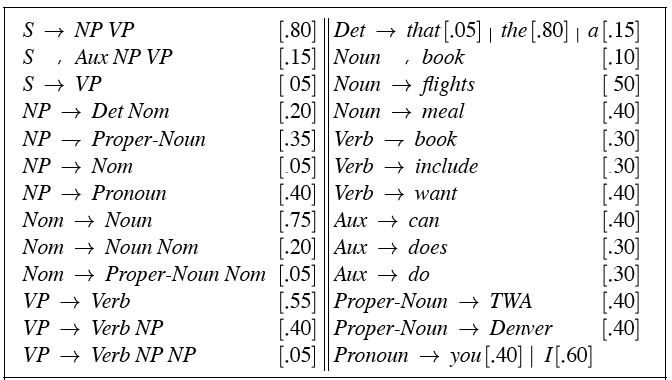 S → NP VP [.80] Det → that [.05] | the [.80] | a [.15]
S → Aux NP VP [.15] Noun → book [.10]
S → VP [.05] Noun → flights [.50]
NP → Det Nom [.20] Noun → meal [.40]
NP → Proper-Noun [.35] Verb → book [.30]
NP → Nom [.05] Verb → include [.30]
NP → Pronoun [.40] Verb → want [.40]
Nom → Noun [.75] Aux → can [.40]
Nom → Noun Nom [.20] Aux → does [.30]
Nom → Proper-Noun Nom [.05] Aux → do [.30]
VP → Verb [.55] Proper-Noun → TWA [.40]
VP → Verb NP [.40] Proper-Noun → Denver [.40]
VP → Verb NP NP [.05] Pronoun → you [.40] | I [.60]